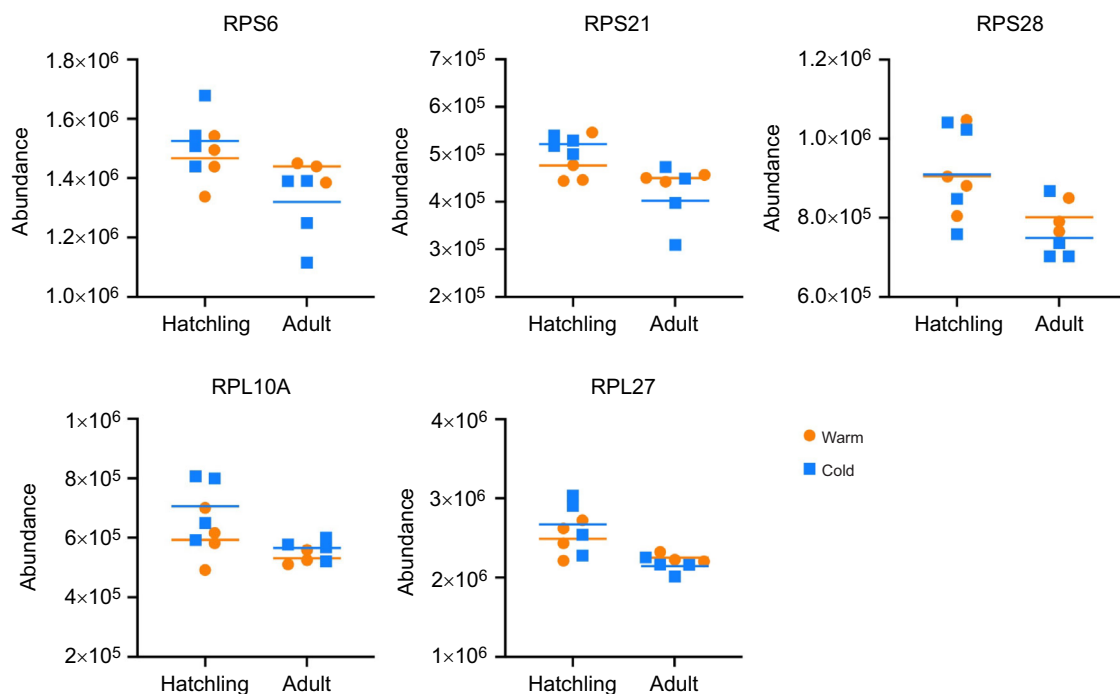 RPS6
Abundance
1.8×10⁶
1.6×10⁶
1.4×10⁶
1.2×10⁶
1.0×10⁶
Hatchling Adult
RPS21
Abundance
7×10⁵
6×10⁵
5×10⁵
4×10⁵
3×10⁵
2×10⁵
Hatchling Adult
RPS28
Abundance
1.2×10⁶
1.0×10⁶
8.0×10⁵
6.0×10⁵
Hatchling Adult
RPL10A
Abundance
1×10⁶
8×10⁵
6×10⁵
4×10⁵
2×10⁵
Hatchling Adult
RPL27
Abundance
4×10⁶
3×10⁶
2×10⁶
1×10⁶
Hatchling Adult
Warm
Cold